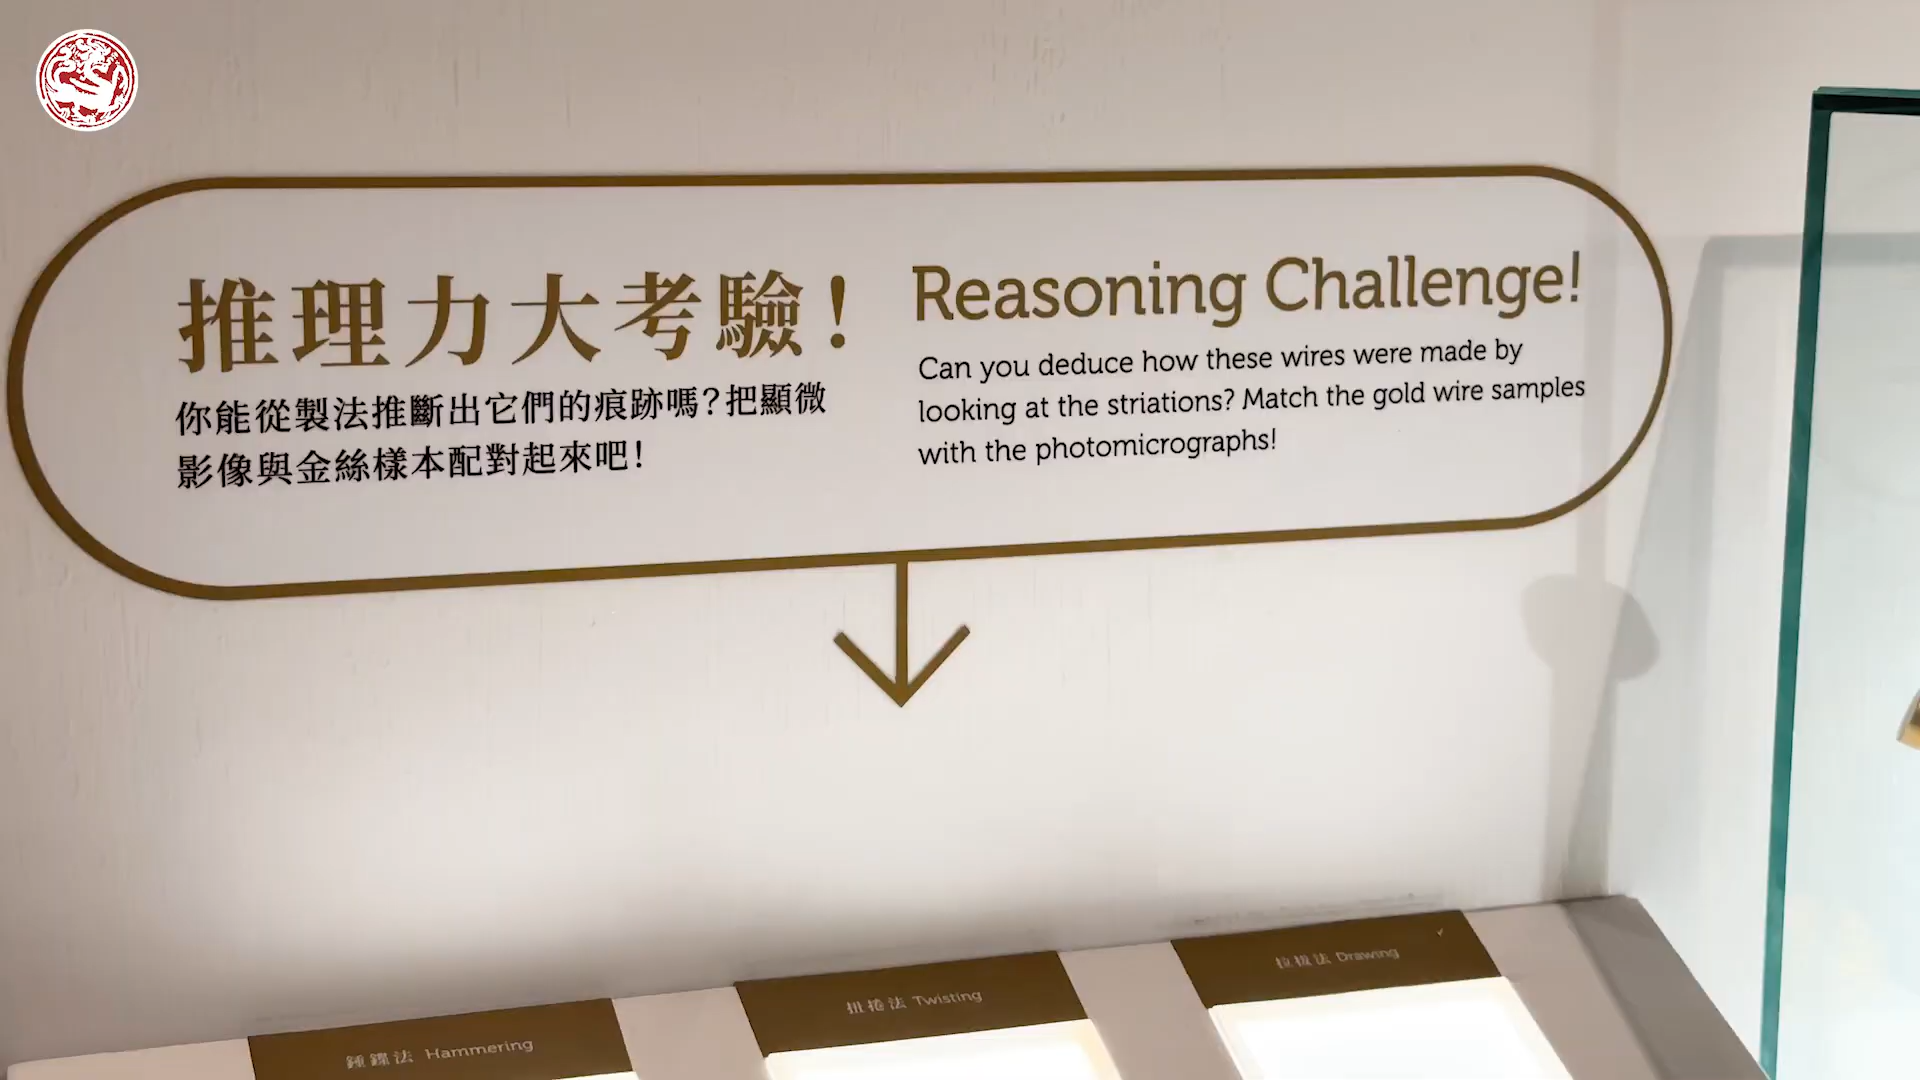 推理力大考驗！
你能從製法推斷出它們的痕跡嗎？把顯微
影像與金絲樣本配對起來吧！
Reasoning Challenge!
Can you deduce how these wires were made by
looking at the striations? Match the gold wire samples
with the photomicrographs!
錘鍱法 Hammering
扭捲法 Twisting
拉拔法 Drawing